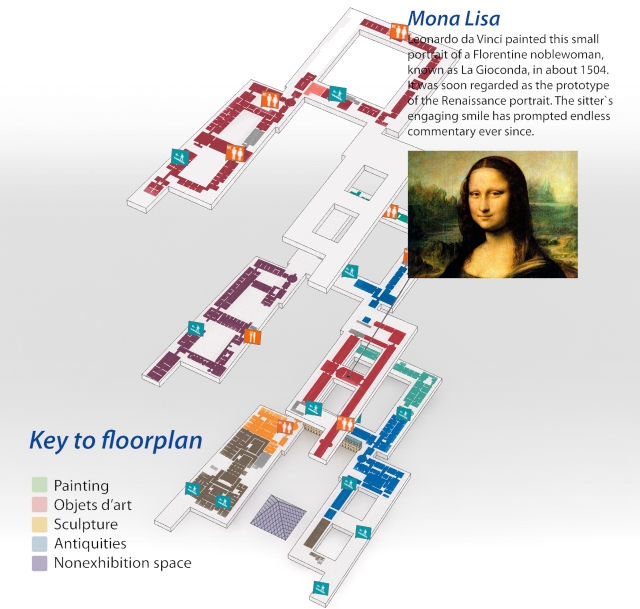 Mona Lisa
Leonardo da Vinci painted this small
portrait of a Florentine noblewoman,
known as La Gioconda, in about 1504.
It was soon regarded as the prototype
of the Renaissance portrait. The sitter`s
engaging smile has prompted endless
commentary ever since.
Key to floorplan
Painting
Objets d'art
Sculpture
Antiquities
Nonexhibition space